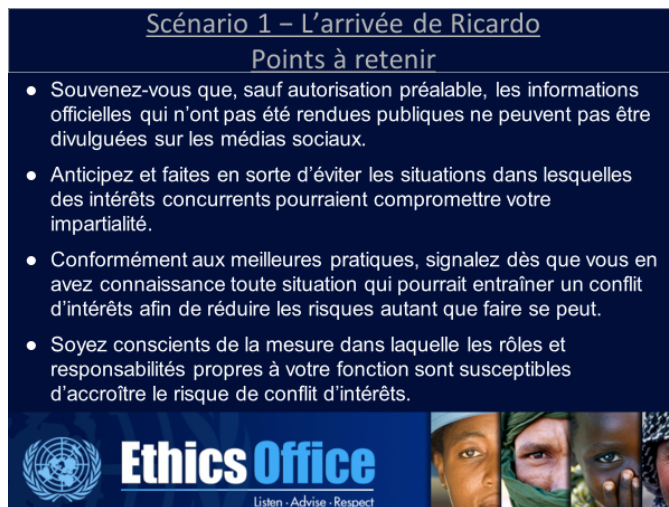 Scénario 1 – L'arrivée de Ricardo
Points à retenir
● Souvenez-vous que, sauf autorisation préalable, les informations
officielles qui n'ont pas été rendues publiques ne peuvent pas être
divulguées sur les médias sociaux.
● Anticipez et faites en sorte d'éviter les situations dans lesquelles
des intérêts concurrents pourraient compromettre votre
impartialité.
● Conformément aux meilleures pratiques, signalez dès que vous en
avez connaissance toute situation qui pourrait entraîner un conflit
d'intérêts afin de réduire les risques autant que faire se peut.
● Soyez conscients de la mesure dans laquelle les rôles et
responsabilités propres à votre fonction sont susceptibles
d'accroître le risque de conflit d'intérêts.
Ethics Office
Listen · Advise · Respect